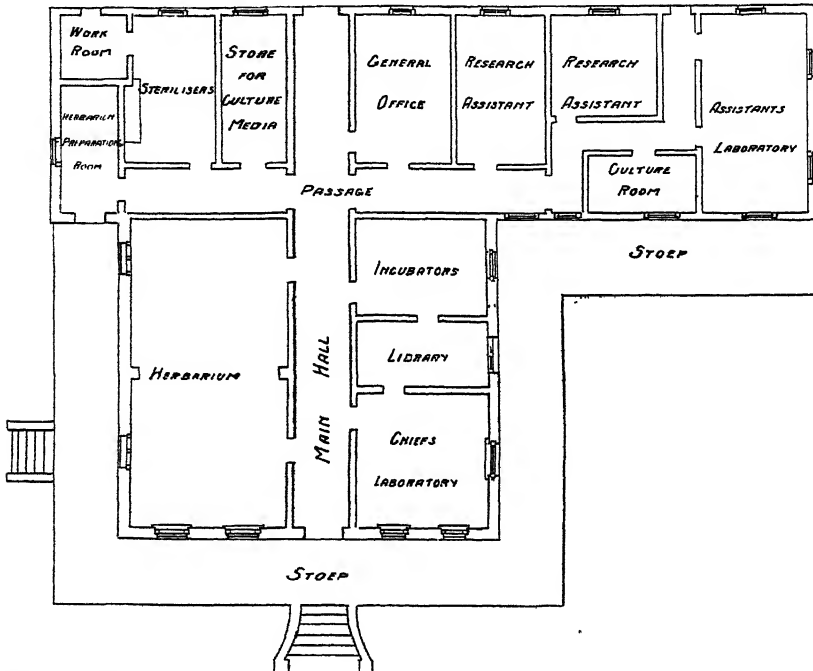 WORK
ROOM
STERILISERS
STORE
FOR
CULTURE
MEDIA
GENERAL
OFFICE
RESEARCH
ASSISTANT
RESEARCH
ASSISTANT
ASSISTANTS
LABORATORY
HERBARIUM
PREPARATION
ROOM
CULTURE
ROOM
PASSAGE
STOEP
INCUBATORS
LIBRARY
HERBARIUM
MAIN HALL
CHIEFS
LABORATORY
STOEP